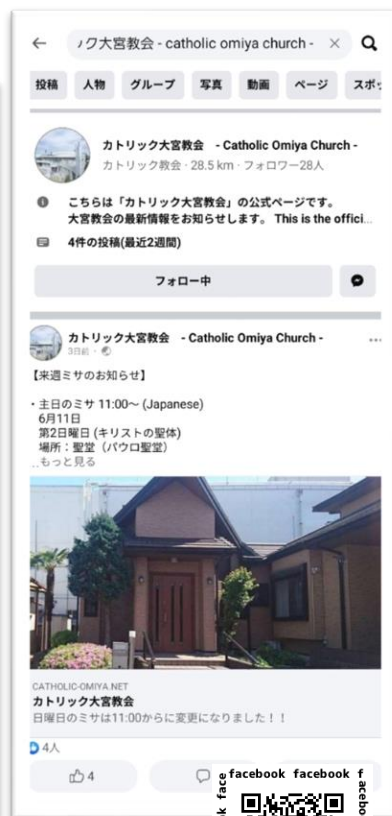 ック大宮教会 - catholic omiya church -
投稿 人物 グループ 写真 動画 ページ スポッ
カトリック大宮教会 - Catholic Omiya Church -
カトリック教会・28.5 km・フォロワー28人
こちらは「カトリック大宮教会」の公式ページです。
大宮教会の最新情報をお知らせします。 This is the offici...
4件の投稿(最近2週間)
フォロー中
カトリック大宮教会 - Catholic Omiya Church -
3日前・
【来週ミサのお知らせ】
・主日のミサ 11:00～ (Japanese)
6月11日
第2日曜日 (キリストの聖体)
場所：聖堂（パウロ聖堂）
...もっと見る
CATHOLIC-OMIYA.NET
カトリック大宮教会
日曜日のミサは11:00からに変更になりました！！
4人
4
facebook facebook f
k face
acebo